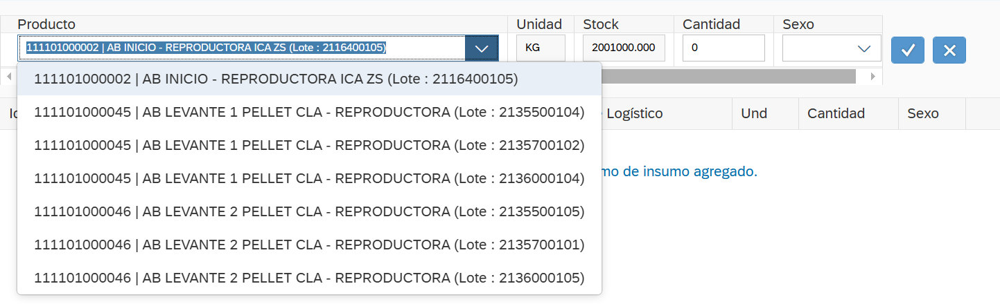 Producto Unidad Stock Cantidad Sexo
111101000002 | AB INICIO - REPRODUCTORA ICA ZS (Lote : 2116400105) KG 2001000.000 0
111101000002 | AB INICIO - REPRODUCTORA ICA ZS (Lote : 2116400105)
111101000045 | AB LEVANTE 1 PELLET CLA - REPRODUCTORA (Lote : 2135500104)
Logístico Und Cantidad Sexo
111101000045 | AB LEVANTE 1 PELLET CLA - REPRODUCTORA (Lote : 2135700102)
111101000045 | AB LEVANTE 1 PELLET CLA - REPRODUCTORA (Lote : 2136000104)
de insumo agregado.
111101000046 | AB LEVANTE 2 PELLET CLA - REPRODUCTORA (Lote : 2135500105)
111101000046 | AB LEVANTE 2 PELLET CLA - REPRODUCTORA (Lote : 2135700101)
111101000046 | AB LEVANTE 2 PELLET CLA - REPRODUCTORA (Lote : 2136000105)